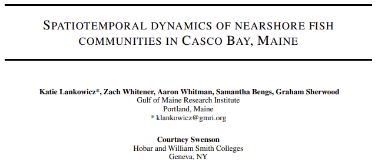 SPATIOTEMPORAL DYNAMICS OF NEARSHORE FISH
COMMUNITIES IN CASCO BAY, MAINE
Katie Lankowicz*, Zach Whitener, Aaron Whitman, Samantha Bengs, Graham Sherwood
Gulf of Maine Research Institute
Portland, Maine
* klankowicz@gmri.org
Courtney Swenson
Hobar and William Smith Colleges
Geneva, NY